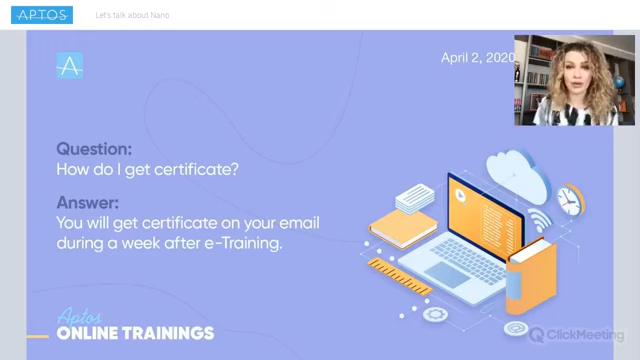 APTOS
Let's talk about Nano
April 2, 2020
Question:
How do I get certificate?
Answer:
You will get certificate on your email
during a week after e-Training.
Aptos
ONLINE TRAININGS
ClickMeeting